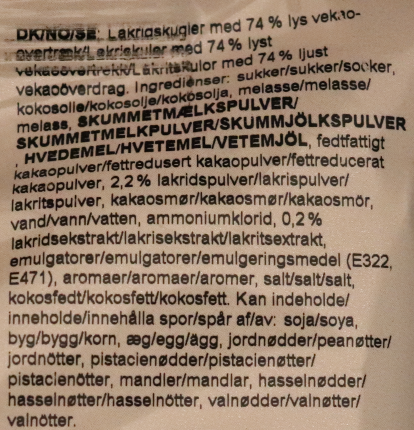 DK/NO/SE: Lakridskugler med 74 % lys vekao-
overtræk/Lakriskuler med 74 % lyst
vekaoovertrekk/Lakritskulor med 74 % ljust
vekaoöverdrag. Ingredienser: sukker/sukker/socker,
kokosolie/kokosolje/kokosolja, melasse/melasse/
melass, SKUMMETMÆLKSPULVER/
SKUMMETMELKPULVER/SKUMMJÖLKSPULVER
, HVEDEMEL/HVETEMEL/VETEMJÖL, fedtfattigt
kakaopulver/fettredusert kakaopulver/fettreducerat
kakaopulver, 2,2 % lakridspulver/lakrispulver/
lakritspulver, kakaosmør/kakaosmør/kakaosmör,
vand/vann/vatten, ammoniumklorid, 0,2 %
lakridsekstrakt/lakrisekstrakt/lakritsextrakt,
emulgatorer/emulgatorer/emulgeringsmedel (E322,
E471), aromaer/aromaer/aromer, salt/salt/salt,
kokosfedt/kokosfett/kokosfett. Kan indeholde/
inneholde/innehålla spor/spår af/av: soja/soya,
byg/bygg/korn, æg/egg/ägg, jordnødder/peanøtter/
jordnötter, pistacienødder/pistacienøtter/
pistacienötter, mandler/mandlar, hasselnødder/
hasselnøtter/hasselnötter, valnødder/valnøtter/
valnötter.